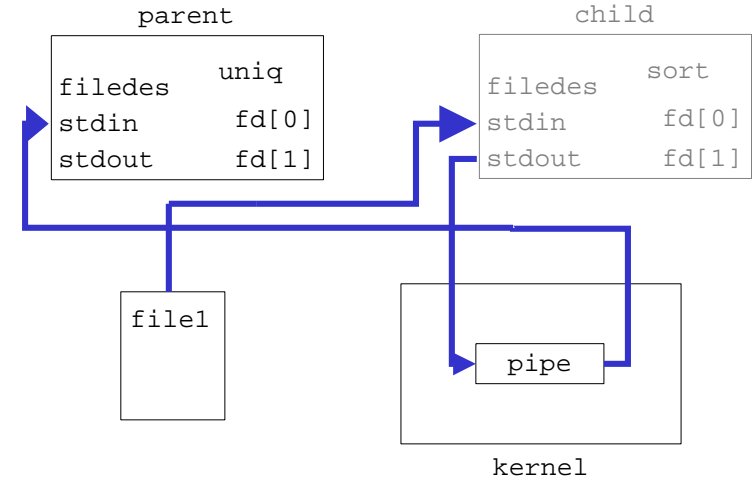 parent
child
uniq
filedes
stdin fd[0]
stdout fd[1]
sort
filedes
stdin fd[0]
stdout fd[1]
file1
pipe
kernel